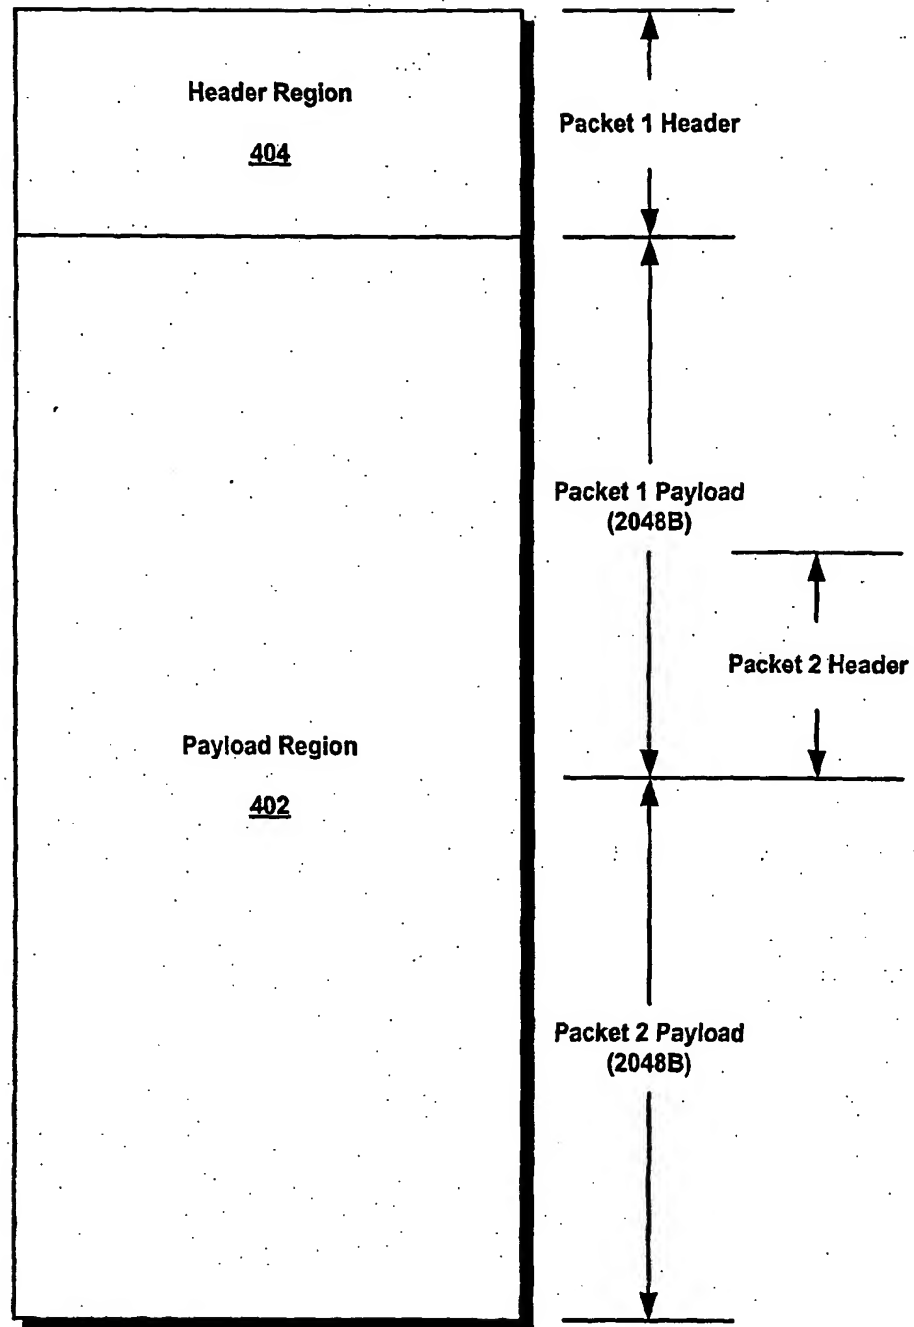 Header Region
404
Packet 1 Header
Packet 1 Payload
(2048B)
Packet 2 Header
Payload Region
402
Packet 2 Payload
(2048B)